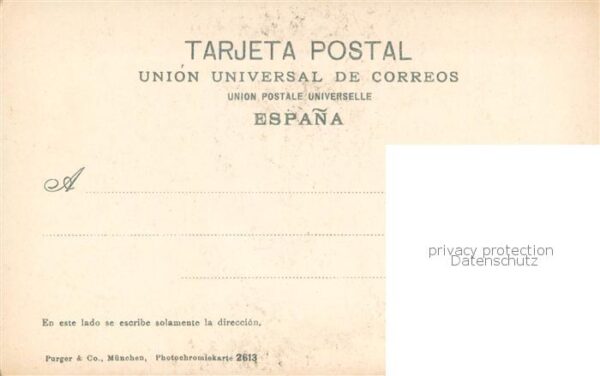 TARJETA POSTAL
UNIÓN UNIVERSAL DE CORREOS
UNION POSTALE UNIVERSELLE
ESPAÑA
A
privacy protection
Datenschutz
En este lado se escribe solamente la dirección.
Purger & Co., München, Photochromiekarte 2613